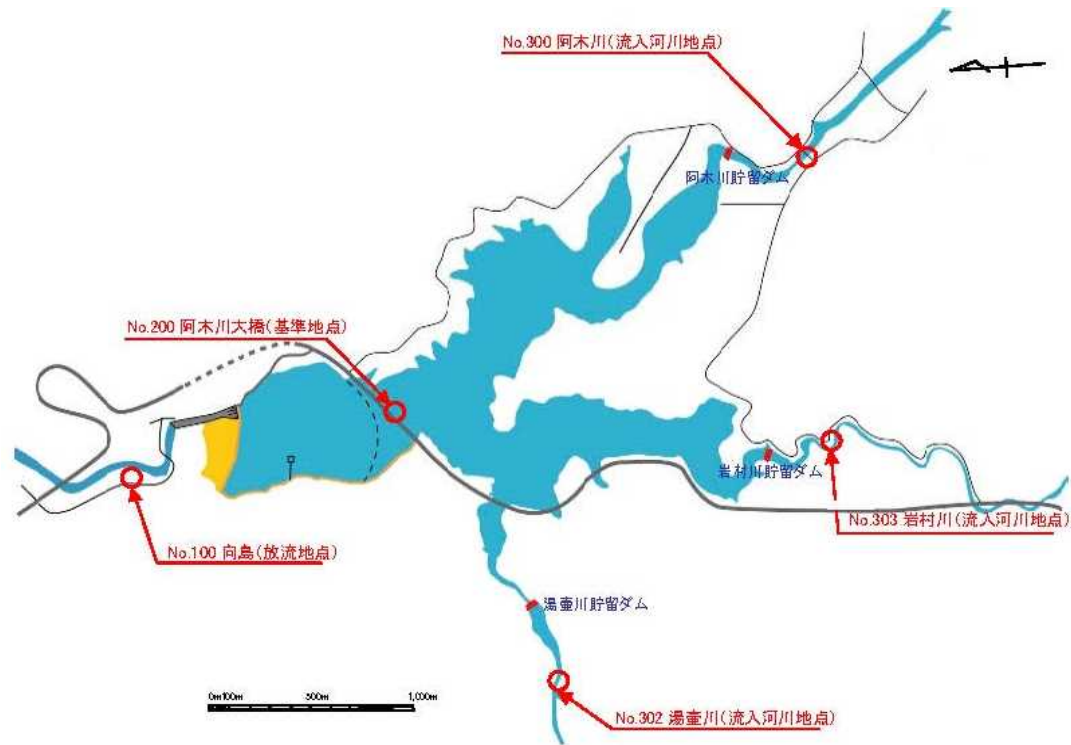 No.300 阿木川(流入河川地点)
阿木川貯留ダム
No.200 阿木川大橋(基準地点)
岩村川貯留ダム
No.303 岩村川(流入河川地点)
No.100 向島(放流地点)
湯壷川貯留ダム
0m 100m 500m 1,000m
No.302 湯壷川(流入河川地点)